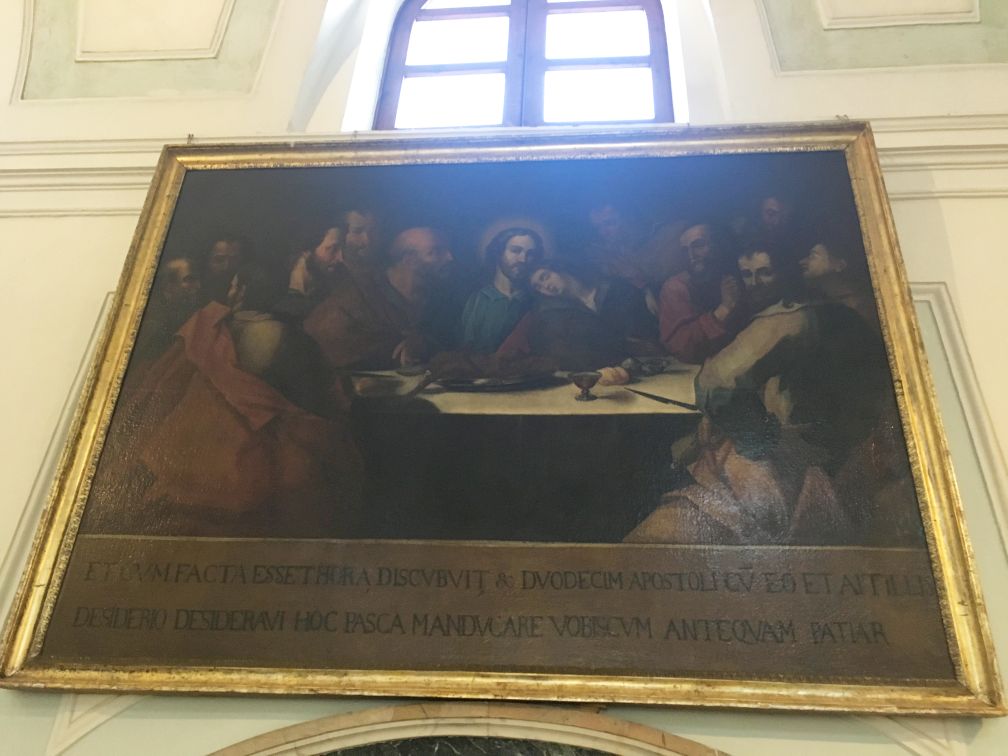 ET CVM FACTA ESSET HORA DISCVBVIT & DVODECIM APOSTOLI CV̄ EO ET AIT ILLIS
DESIDERIO DESIDERAVI HOC PASCA MANDVCARE VOBISCVM ANTEQVAM PATIAR